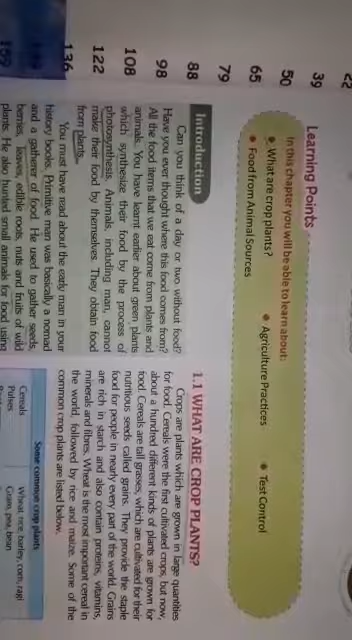 22
39
50
65
79
88
98
108
122
136
159
Learning Points
In this chapter you will be able to learn about:
• What are crop plants?
• Agriculture Practices
• Test Control
• Food from Animal Sources
Introduction
Can you think of a day or two without food?
Have you ever thought where this food comes from?
All the food items that we eat come from plants and
animals. You have learnt earlier about green plants
which synthesize their food by the process of
photosynthesis. Animals, including man, cannot
make their food by themselves. They obtain food
from plants.
You must have read about the early man in your
history books. Primitive man was basically a nomad
and a gatherer of food. He used to gather seeds,
berries, leaves, edible roots, nuts and fruits of wild
plants. He also hunted small animals for food using
1.1 WHAT ARE CROP PLANTS?
Crops are plants which are grown in large quantities
for food. Cereals were the first cultivated crops, but now,
about a hundred different kinds of plants are grown for
food. Cereals are tall grasses, which are cultivated for their
nutritious seeds called grains. They provide the staple
food for people in nearly every part of the world. Grains
are rich in starch and also contain proteins, vitamins,
minerals and fibres. Wheat is the most important cereal in
the world, followed by rice and maize. Some of the
common crop plants are listed below.
Some common crop plants
Cereals Wheat, rice, barley, corn, ragi
Pulses Gram, pea, bean